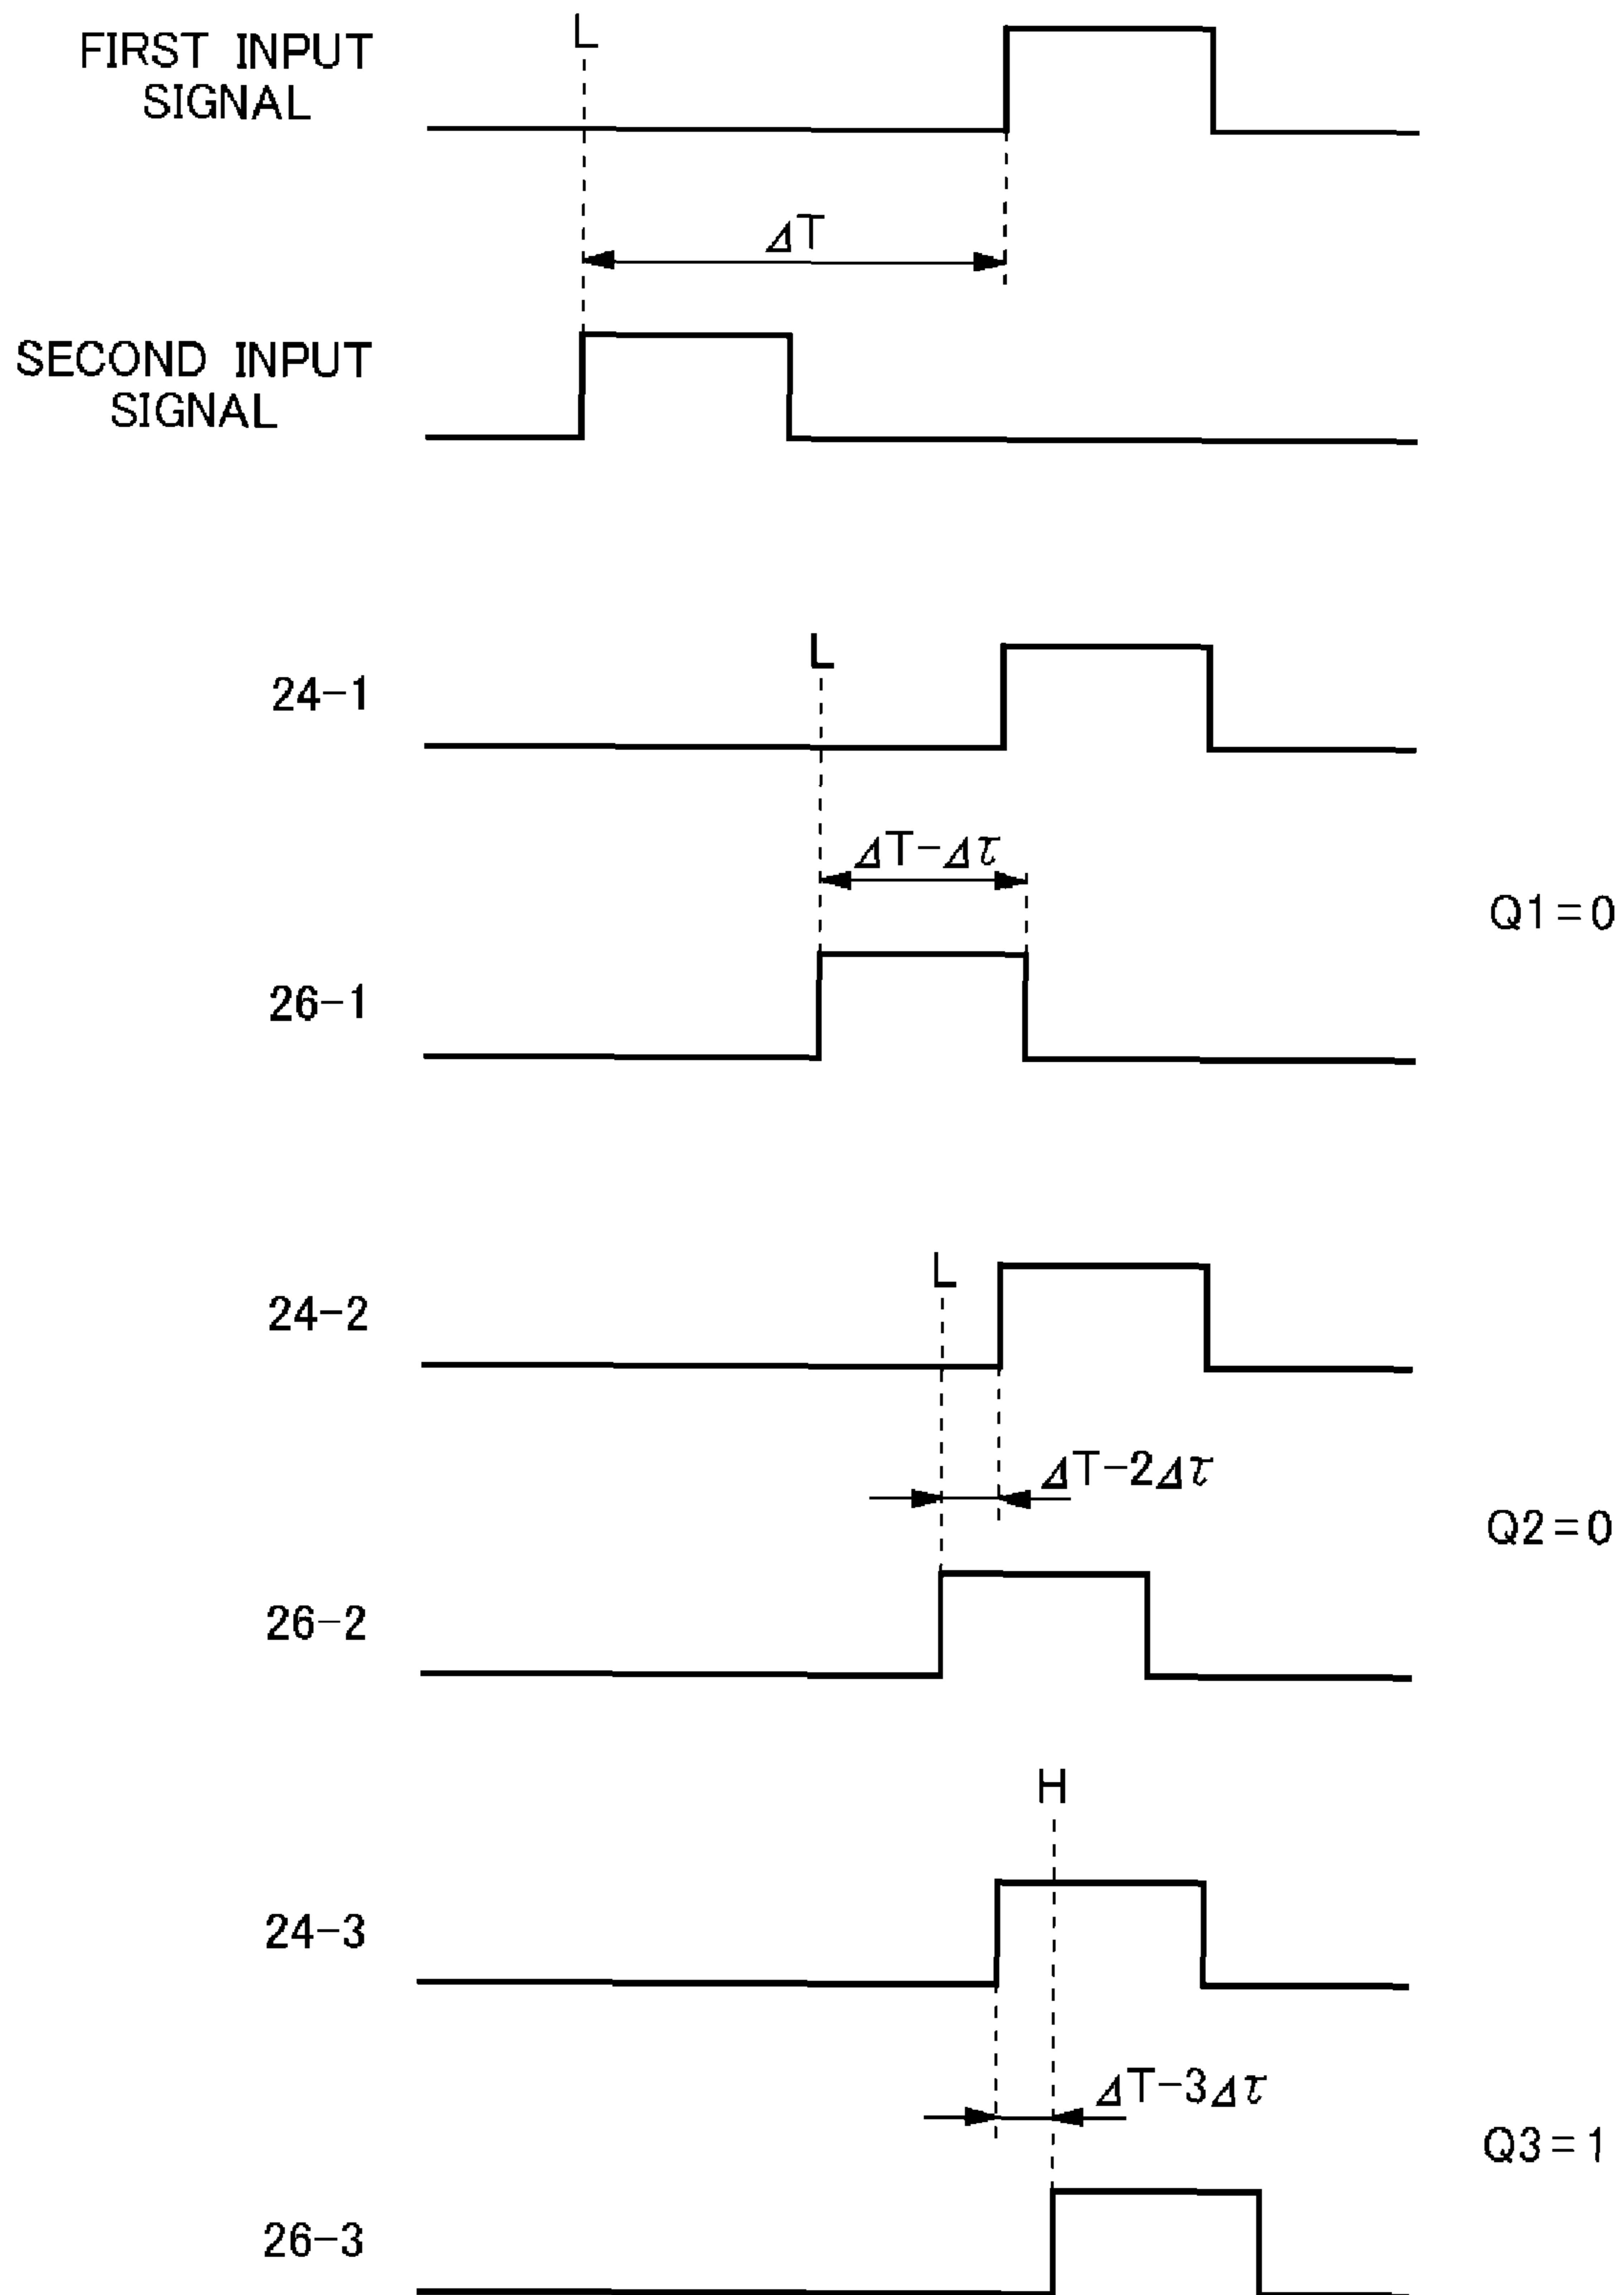 L
FIRST INPUT
SIGNAL
ΔT
SECOND INPUT
SIGNAL
L
24-1
ΔT-Δτ
Q1=0
26-1
L
24-2
ΔT-2Δτ
Q2=0
26-2
H
24-3
ΔT-3Δτ
Q3=1
26-3